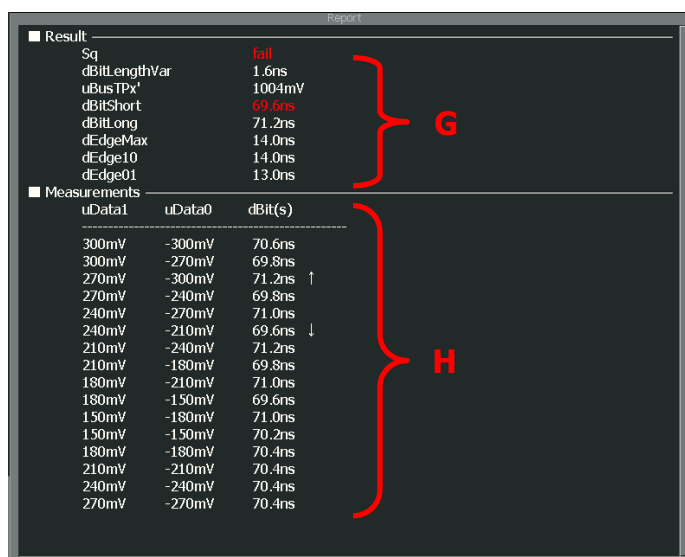 Report
Result
Sq fail
dBitLengthVar 1.6ns
uBusTPx' 1004mV
dBitShort 69.6ns
dBitLong 71.2ns
dEdgeMax 14.0ns
dEdge10 14.0ns
dEdge01 13.0ns
G
Measurements
uData1 uData0 dBit(s)
--------------------------------------------------
300mV -300mV 70.6ns
300mV -270mV 69.8ns
270mV -300mV 71.2ns ↑
270mV -240mV 69.8ns
240mV -270mV 71.0ns
240mV -210mV 69.6ns ↓
210mV -240mV 71.2ns
210mV -180mV 69.8ns
H
180mV -210mV 71.0ns
180mV -150mV 69.6ns
150mV -180mV 71.0ns
150mV -150mV 70.2ns
180mV -180mV 70.4ns
210mV -210mV 70.4ns
240mV -240mV 70.4ns
270mV -270mV 70.4ns